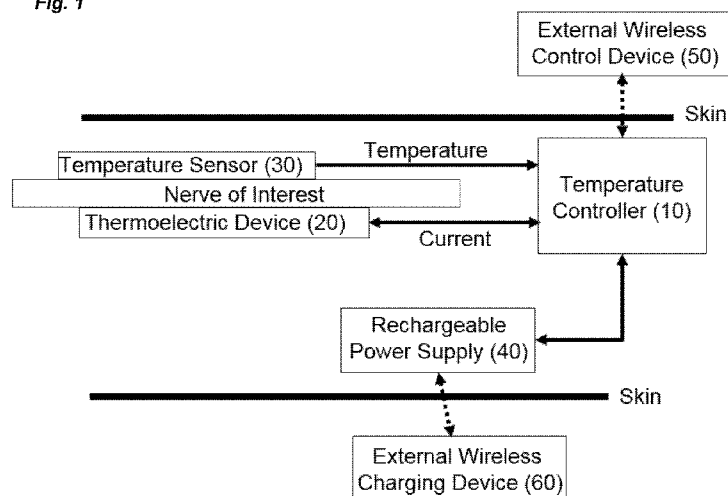 Fig. 1
External Wireless
Control Device (50)
Skin
Temperature Sensor (30)
Temperature
Nerve of Interest
Thermoelectric Device (20)
Current
Temperature
Controller (10)
Rechargeable
Power Supply (40)
Skin
External Wireless
Charging Device (60)